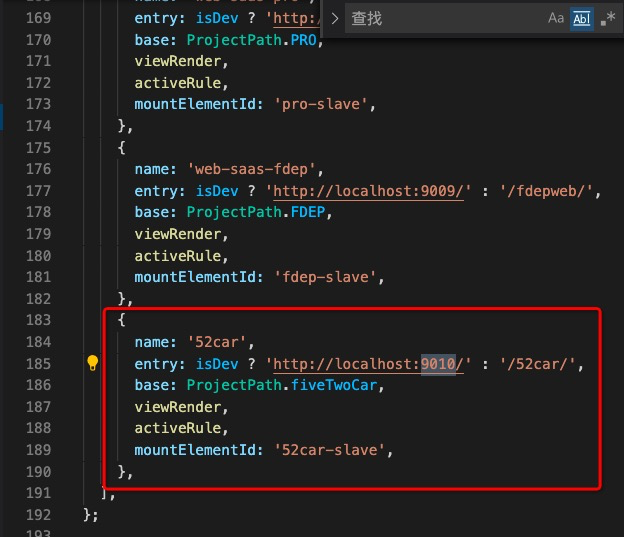 查找
Aa
Abl
.*
169 entry: isDev ? 'http:/
170 base: ProjectPath.PRO,
171 viewRender,
172 activeRule,
173 mountElementId: 'pro-slave',
174 },
175 {
176 name: 'web-saas-fdep',
177 entry: isDev ? 'http://localhost:9009/' : '/fdepweb/',
178 base: ProjectPath.FDEP,
179 viewRender,
180 activeRule,
181 mountElementId: 'fdep-slave',
182 },
183 {
184 name: '52car',
185 entry: isDev ? 'http://localhost:9010/' : '/52car/',
186 base: ProjectPath.fiveTwoCar,
187 viewRender,
188 activeRule,
189 mountElementId: '52car-slave',
190 },
191 ],
192 };
193